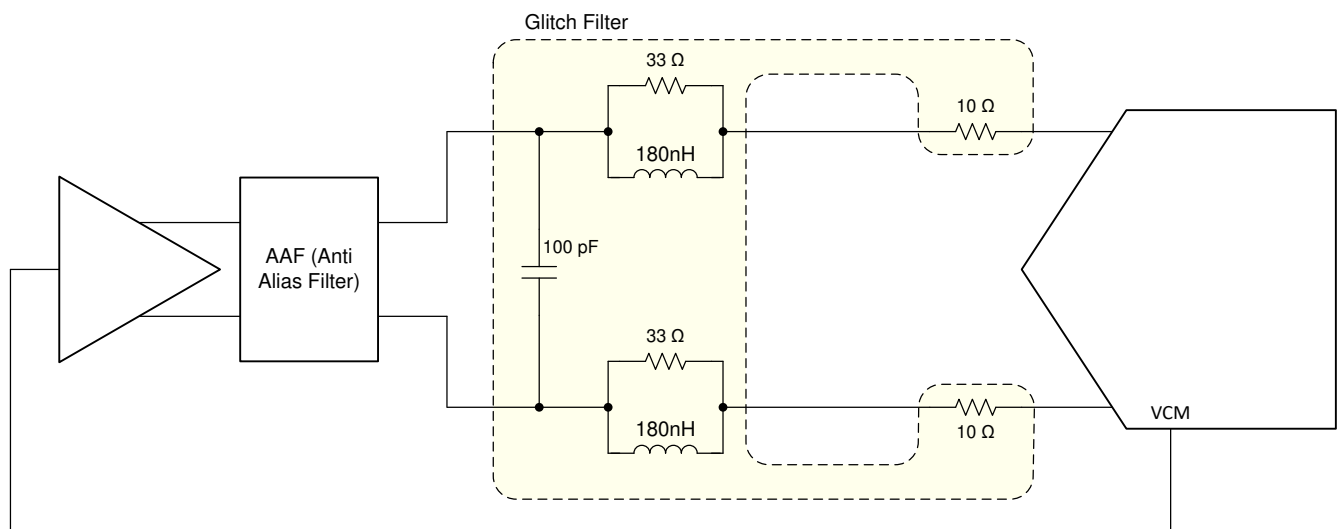 Glitch Filter
33 Ω
10 Ω
180nH
AAF (Anti
Alias Filter)
100 pF
33 Ω
180nH
10 Ω
VCM